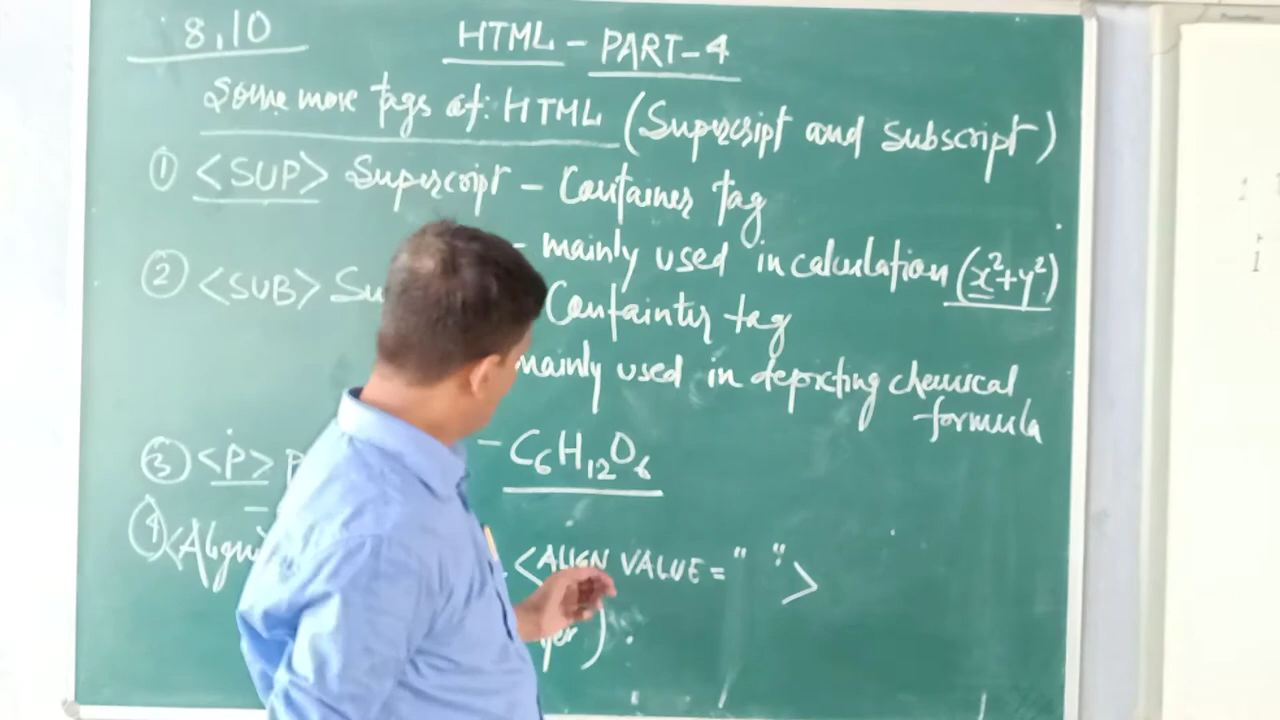 8,10
HTML - PART-4
Some more tags of: HTML (Superscript and Subscript)
① <SUP> Superscript - Container tag
- mainly used in calculation (x²+y²)
② <SUB> Su
Containter tag
mainly used in depicting chemical
formula
- C₆H₁₂O₆
③ <P> P
④ <Align
<ALIGN VALUE=" ">